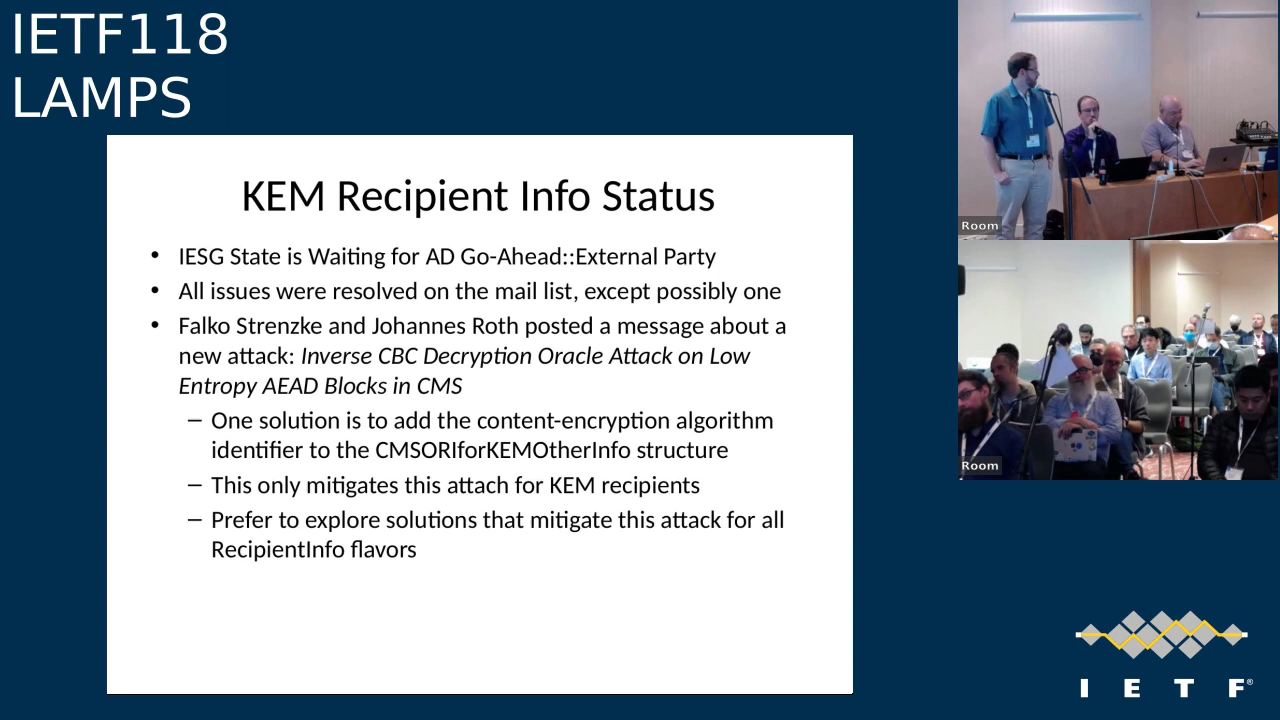 IETF118
LAMPS
KEM Recipient Info Status
• IESG State is Waiting for AD Go-Ahead::External Party
• All issues were resolved on the mail list, except possibly one
• Falko Strenzke and Johannes Roth posted a message about a
new attack: Inverse CBC Decryption Oracle Attack on Low
Entropy AEAD Blocks in CMS
– One solution is to add the content-encryption algorithm
identifier to the CMSORIforKEMOtherInfo structure
– This only mitigates this attach for KEM recipients
– Prefer to explore solutions that mitigate this attack for all
RecipientInfo flavors
Room
Room
I E T F®